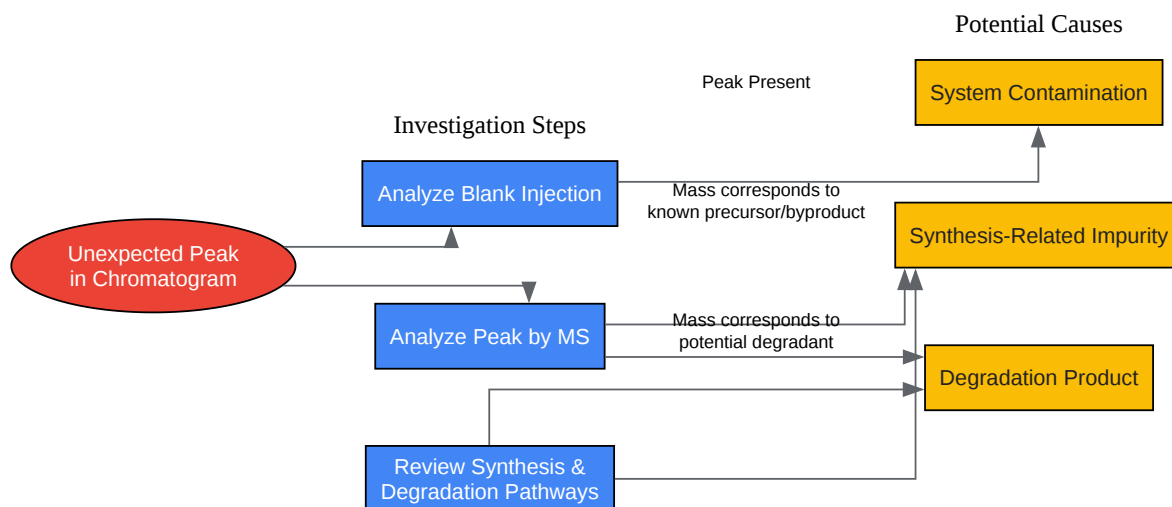 Potential Causes
Peak Present
System Contamination
Investigation Steps
Analyze Blank Injection
Mass corresponds to
known precursor/byproduct
Synthesis-Related Impurity
Unexpected Peak
in Chromatogram
Analyze Peak by MS
Mass corresponds to
potential degradant
Degradation Product
Review Synthesis &
Degradation Pathways